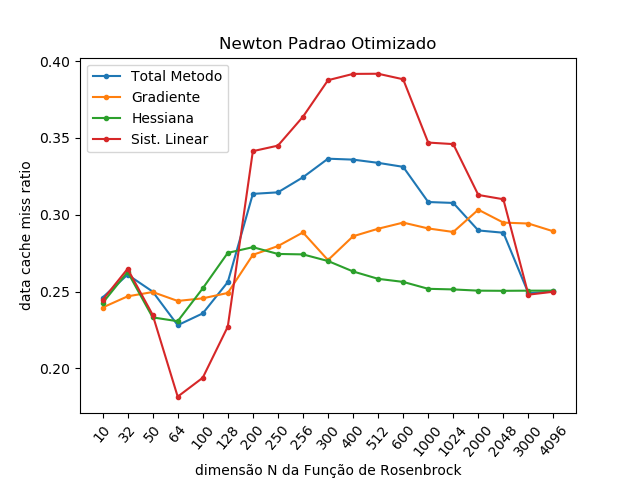 Newton Padrao Otimizado
Total Metodo
Gradiente
Hessiana
Sist. Linear
data cache miss ratio
0.40
0.35
0.30
0.25
0.20
10 32 50 64 100 128 200 250 256 300 400 512 600 1000 1024 2000 2048 3000 4096
dimensão N da Função de Rosenbrock